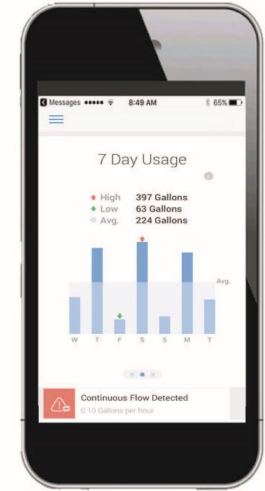 Messages 8:49 AM 65%
7 Day Usage
High 397 Gallons
Low 63 Gallons
Avg. 224 Gallons
Avg.
W T F S S M T
Continuous Flow Detected
0.10 Gallons per hour